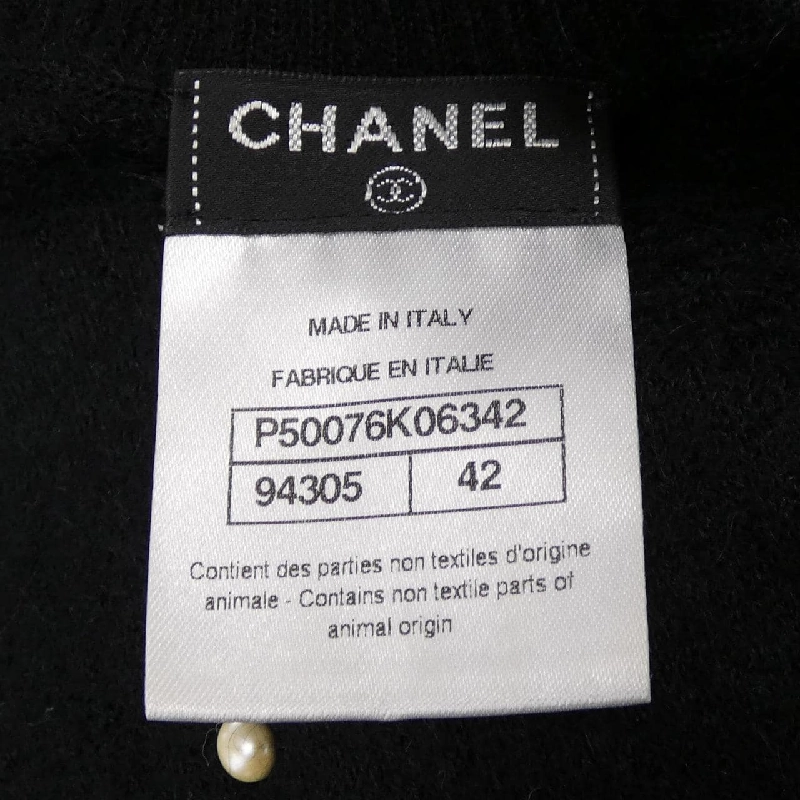 CHANEL
MADE IN ITALY
FABRIQUE EN ITALIE
P50076K06342
94305 42
Contient des parties non textiles d'origine
animale - Contains non textile parts of
animal origin